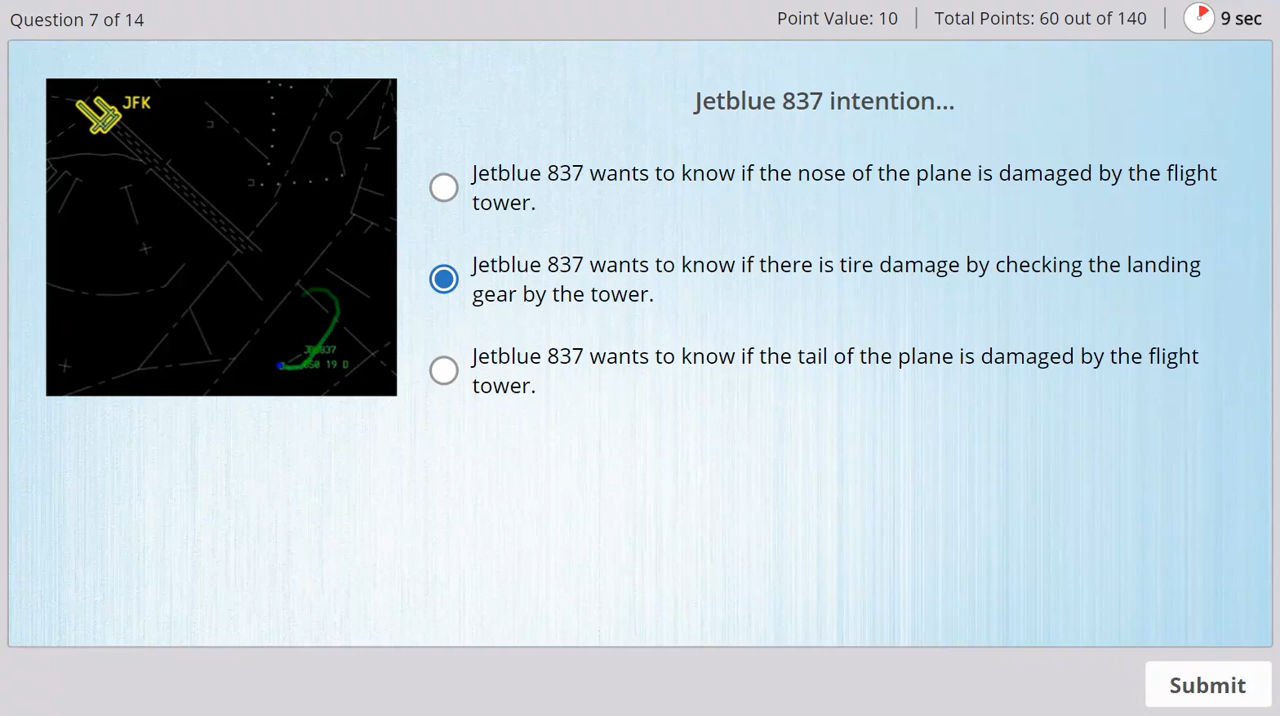 Question 7 of 14
Point Value: 10 | Total Points: 60 out of 140 | 9 sec
JFK
Jetblue 837 intention...
Jetblue 837 wants to know if the nose of the plane is damaged by the flight
tower.
Jetblue 837 wants to know if there is tire damage by checking the landing
gear by the tower.
Jetblue 837 wants to know if the tail of the plane is damaged by the flight
tower.
837
19 D
Submit